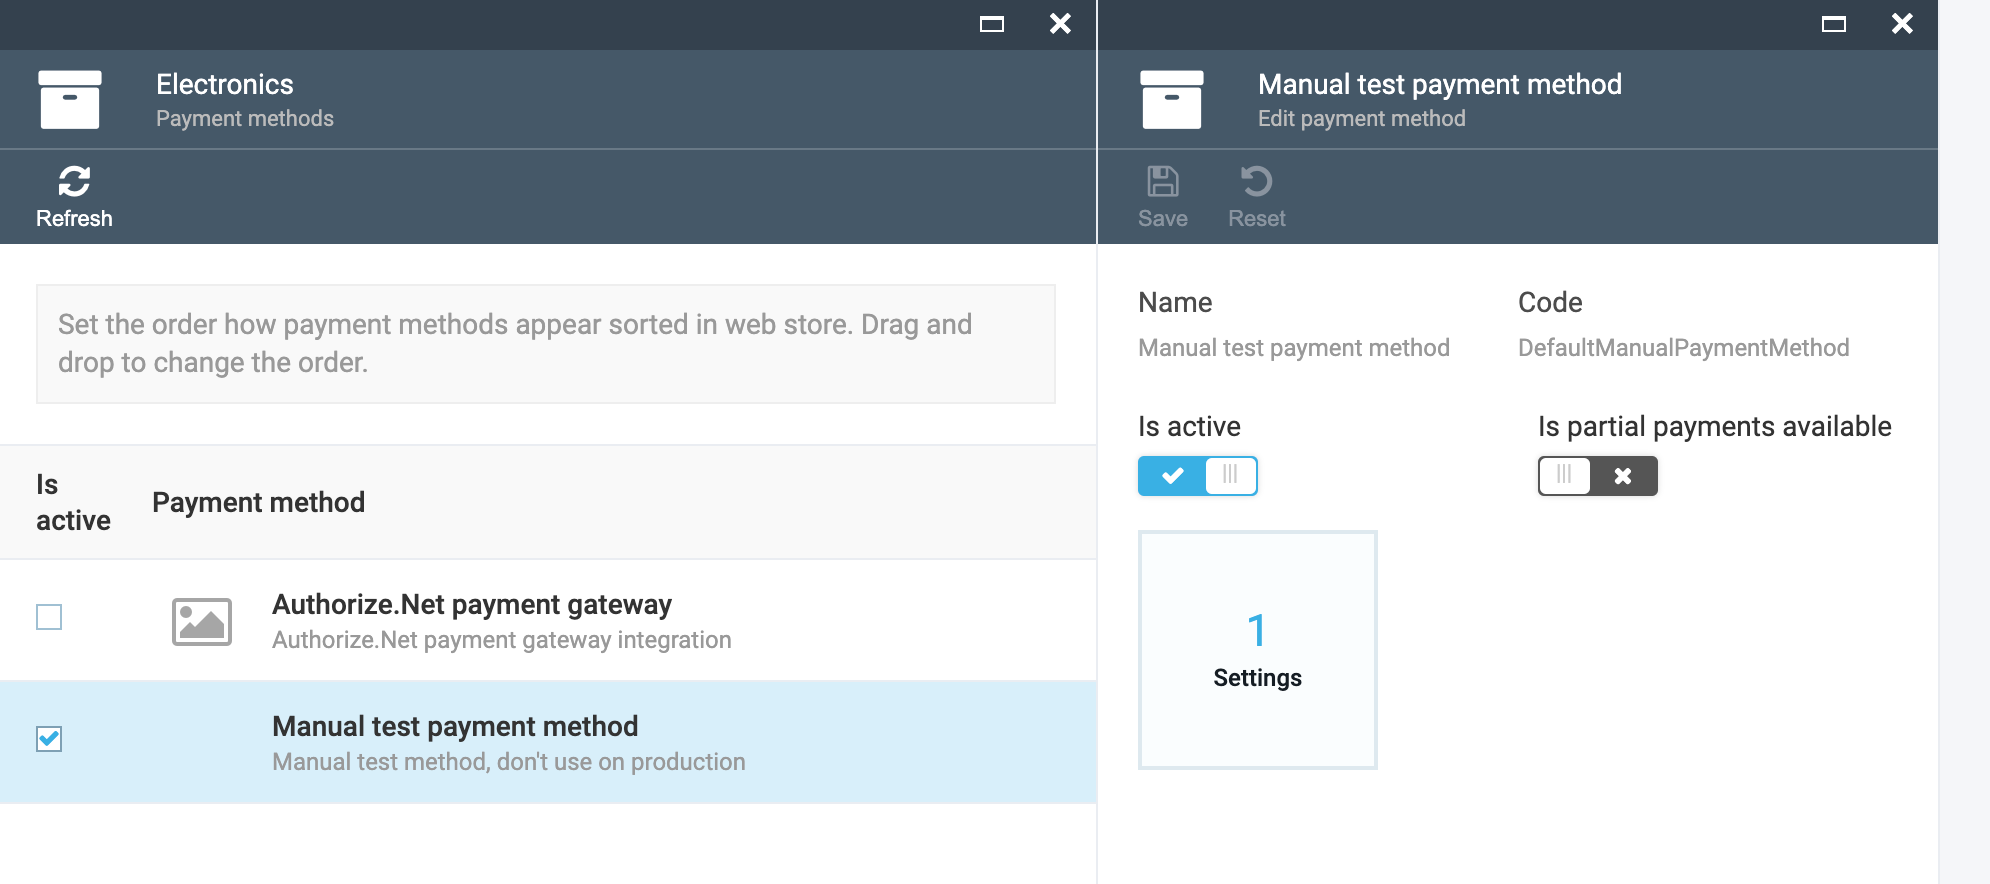 Electronics
Payment methods
Refresh
Set the order how payment methods appear sorted in web store. Drag and
drop to change the order.
Is
active
Payment method
Authorize.Net payment gateway
Authorize.Net payment gateway integration
Manual test payment method
Manual test method, don't use on production
Manual test payment method
Edit payment method
Save
Reset
Name
Code
Manual test payment method
DefaultManualPaymentMethod
Is active
Is partial payments available
1
Settings